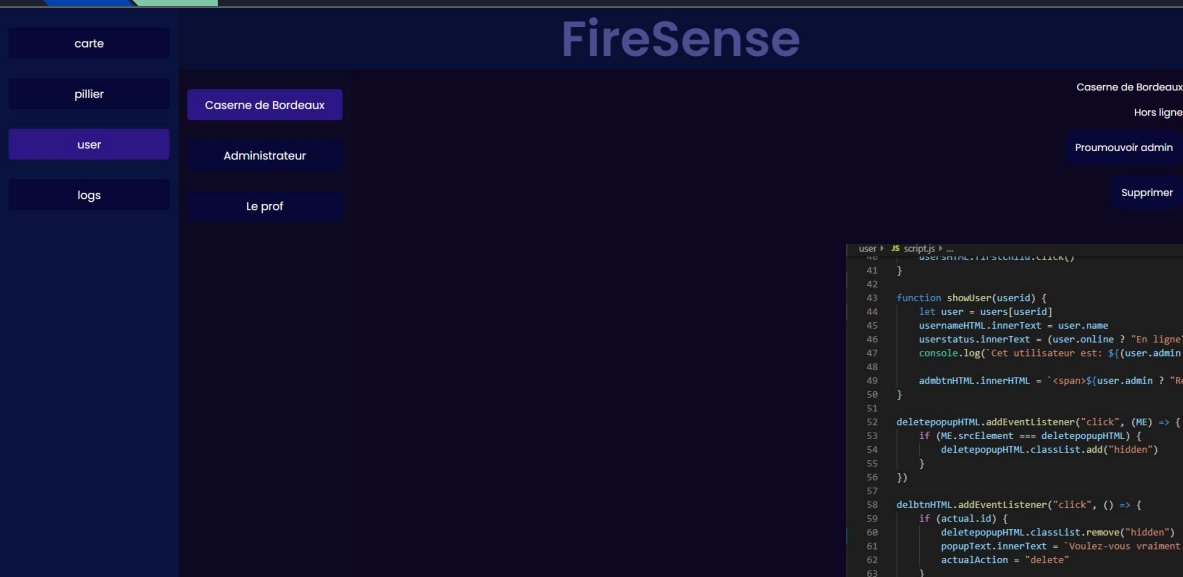 FireSense
carte
pillier
user
logs
Caserne de Bordeaux
Administrateur
Le prof
Caserne de Bordeaux
Hors ligne
Proumouvoir admin
Supprimer
user > JS script.js > ...
40 usersHTML.firstChild.click()
41 }
42
43 function showUser(userid) {
44 let user = users[userid]
45 usernameHTML.innerText = user.name
46 userstatus.innerText = (user.online ? "En ligne"
47 console.log(`Cet utilisateur est: ${(user.admin
48
49 admbtnHTML.innerHTML = `<span>${user.admin ? "Re
50 }
51
52 deletepopupHTML.addEventListener("click", (ME) => {
53 if (ME.srcElement === deletepopupHTML) {
54 deletepopupHTML.classList.add("hidden")
55 }
56 })
57
58 delbtnHTML.addEventListener("click", () => {
59 if (actual.id) {
60 deletepopupHTML.classList.remove("hidden")
61 popupText.innerText = `Voulez-vous vraiment
62 actualAction = "delete"
63 }